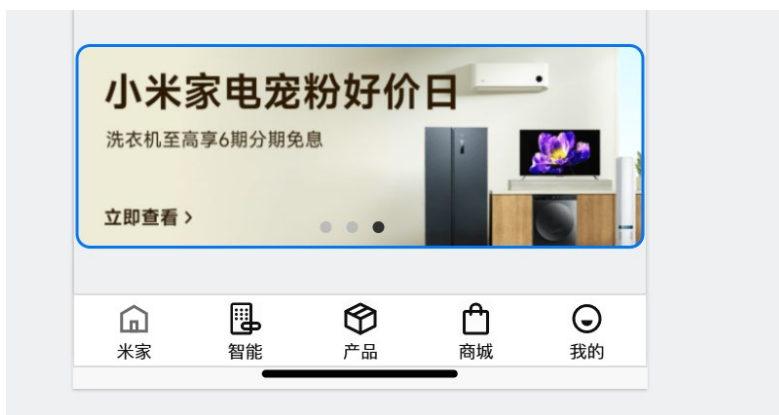 小米家电宠粉好价日
洗衣机至高享6期分期免息
立即查看 >
米家
智能
产品
商城
我的